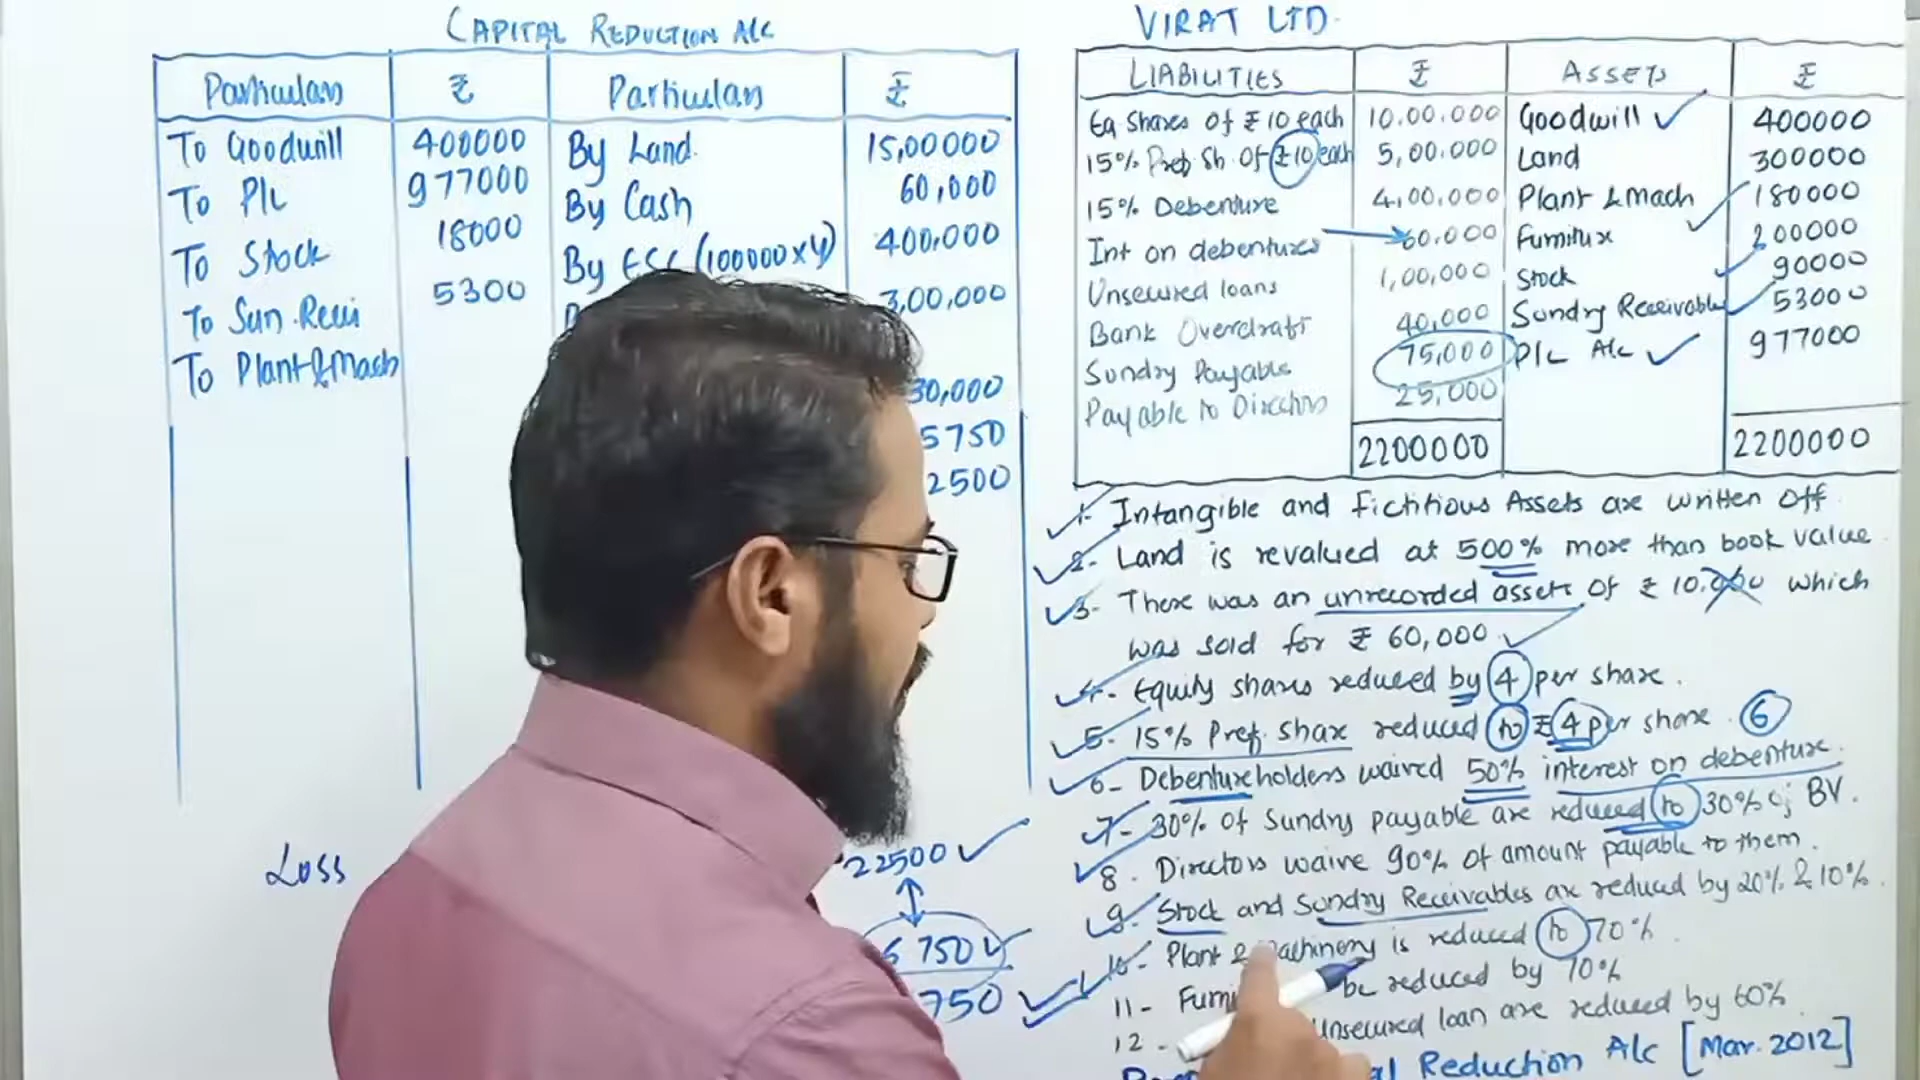 CAPITAL REDUCTION A/c
Particulars ₹ Particulars ₹
To Goodwill 400000 By Land 15,00000
To P/L 977000 By Cash 60,000
To Stock 18000 By ESC (100000x4) 400,000
To Sun. Recei 5300 3,00,000
To Plant & Mach 30,000
5750
2500
Loss
22500
750
750
VIRAT LTD.
LIABILITIES ₹ ASSETS ₹
Eq Shares of ₹10 each 10,00,000 Goodwill 400000
15% Pref Sh. Of ₹10 each 5,00,000 Land 300000
15% Debenture 4,00,000 Plant & Mach 180000
Int on debentures 60,000 Furniture 200000
Unsecured loans 1,00,000 Stock 90000
Bank Overdraft 40,000 Sundry Receivables 53000
Sundry Payable 75,000 P/L A/c 977000
Payable to Directors 25,000
2200000 2200000
1- Intangible and Fictitious Assets are written off.
2- Land is revalued at 500% more than book value
3- There was an unrecorded assets of ₹ 10,000 which
was sold for ₹ 60,000
4- Equity shares reduced by 4 per share.
5- 15% Pref. Share reduced to ₹ 4 per share. 6
6- Debentureholders waived 50% interest on debenture.
7- 30% of Sundry payable are reduced to 30% of BV.
8. Directors waive 90% of amount payable to them.
9- Stock and Sundry Receivables are reduced by 20% & 10%.
10- Plant & Machinery is reduced to 70%
11- Furni be reduced by 70%
12- Unsecured loan are reduced by 60%
Reduction A/c [Mar. 2012]